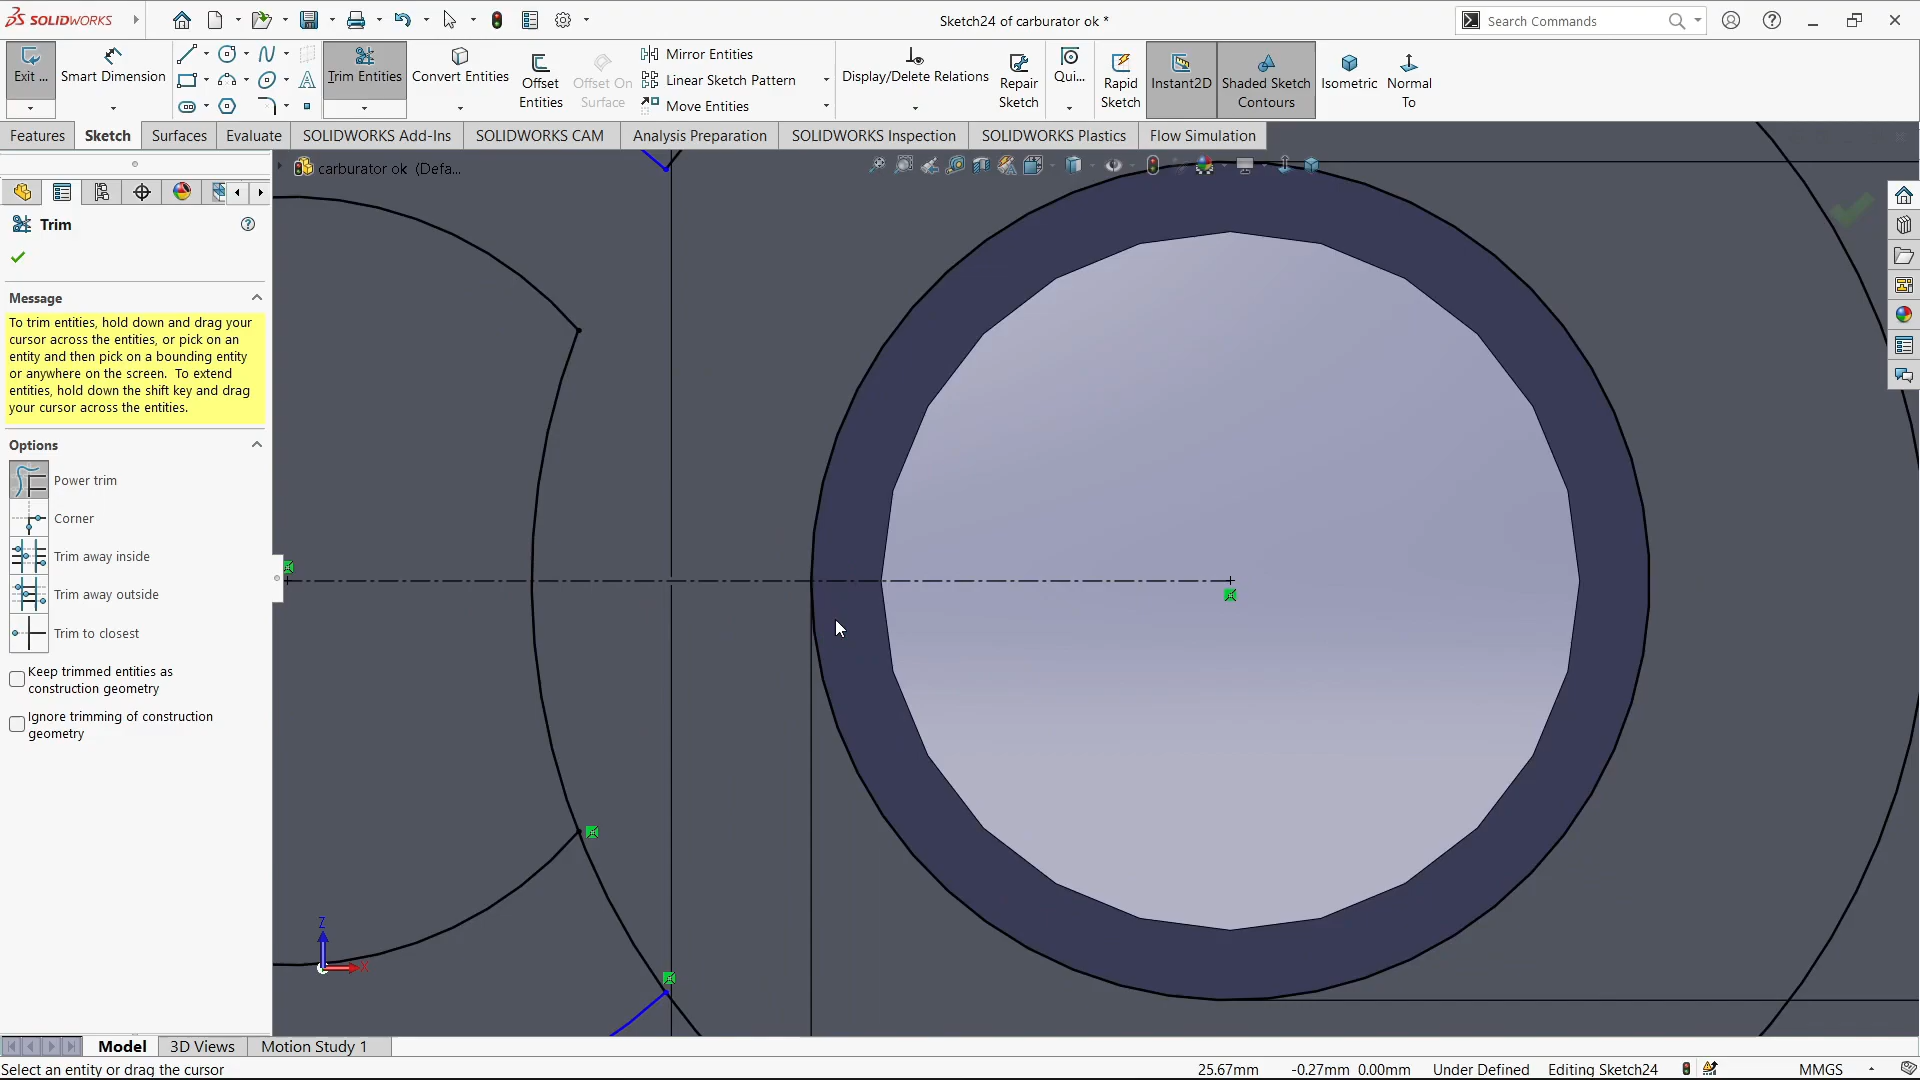 SOLIDWORKS
Sketch24 of carburator ok *
Search Commands
Exit ...
Smart Dimension
Trim Entities
Convert Entities
Offset Entities
Offset On Surface
Mirror Entities
Linear Sketch Pattern
Move Entities
Display/Delete Relations
Repair Sketch
Qui...
Rapid Sketch
Instant2D
Shaded Sketch Contours
Isometric
Normal To
Features
Sketch
Surfaces
Evaluate
SOLIDWORKS Add-Ins
SOLIDWORKS CAM
Analysis Preparation
SOLIDWORKS Inspection
SOLIDWORKS Plastics
Flow Simulation
carburator ok (Defa...
Trim
Message
To trim entities, hold down and drag your
cursor across the entities, or pick on an
entity and then pick on a bounding entity
or anywhere on the screen. To extend
entities, hold down the shift key and drag
your cursor across the entities.
Options
Power trim
Corner
Trim away inside
Trim away outside
Trim to closest
Keep trimmed entities as
construction geometry
Ignore trimming of construction
geometry
Z
X
Model
3D Views
Motion Study 1
Select an entity or drag the cursor
25.67mm
-0.27mm 0.00mm
Under Defined
Editing Sketch24
MMGS